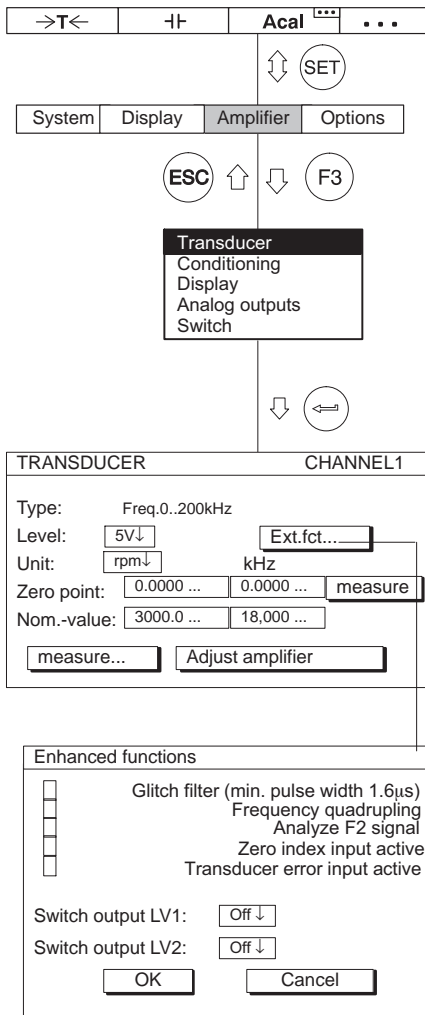 →T← ⊣⊢ Acal ...
SET
System Display Amplifier Options
ESC F3
Transducer
Conditioning
Display
Analog outputs
Switch
TRANSDUCER CHANNEL1
Type: Freq.0..200kHz
Level: 5V↓ Ext.fct...
Unit: rpm↓ kHz
Zero point: 0.0000 ... 0.0000 ... measure
Nom.-value: 3000.0 ... 18,000 ...
measure... Adjust amplifier
Enhanced functions
Glitch filter (min. pulse width 1.6μs)
Frequency quadrupling
Analyze F2 signal
Zero index input active
Transducer error input active
Switch output LV1: Off ↓
Switch output LV2: Off ↓
OK Cancel